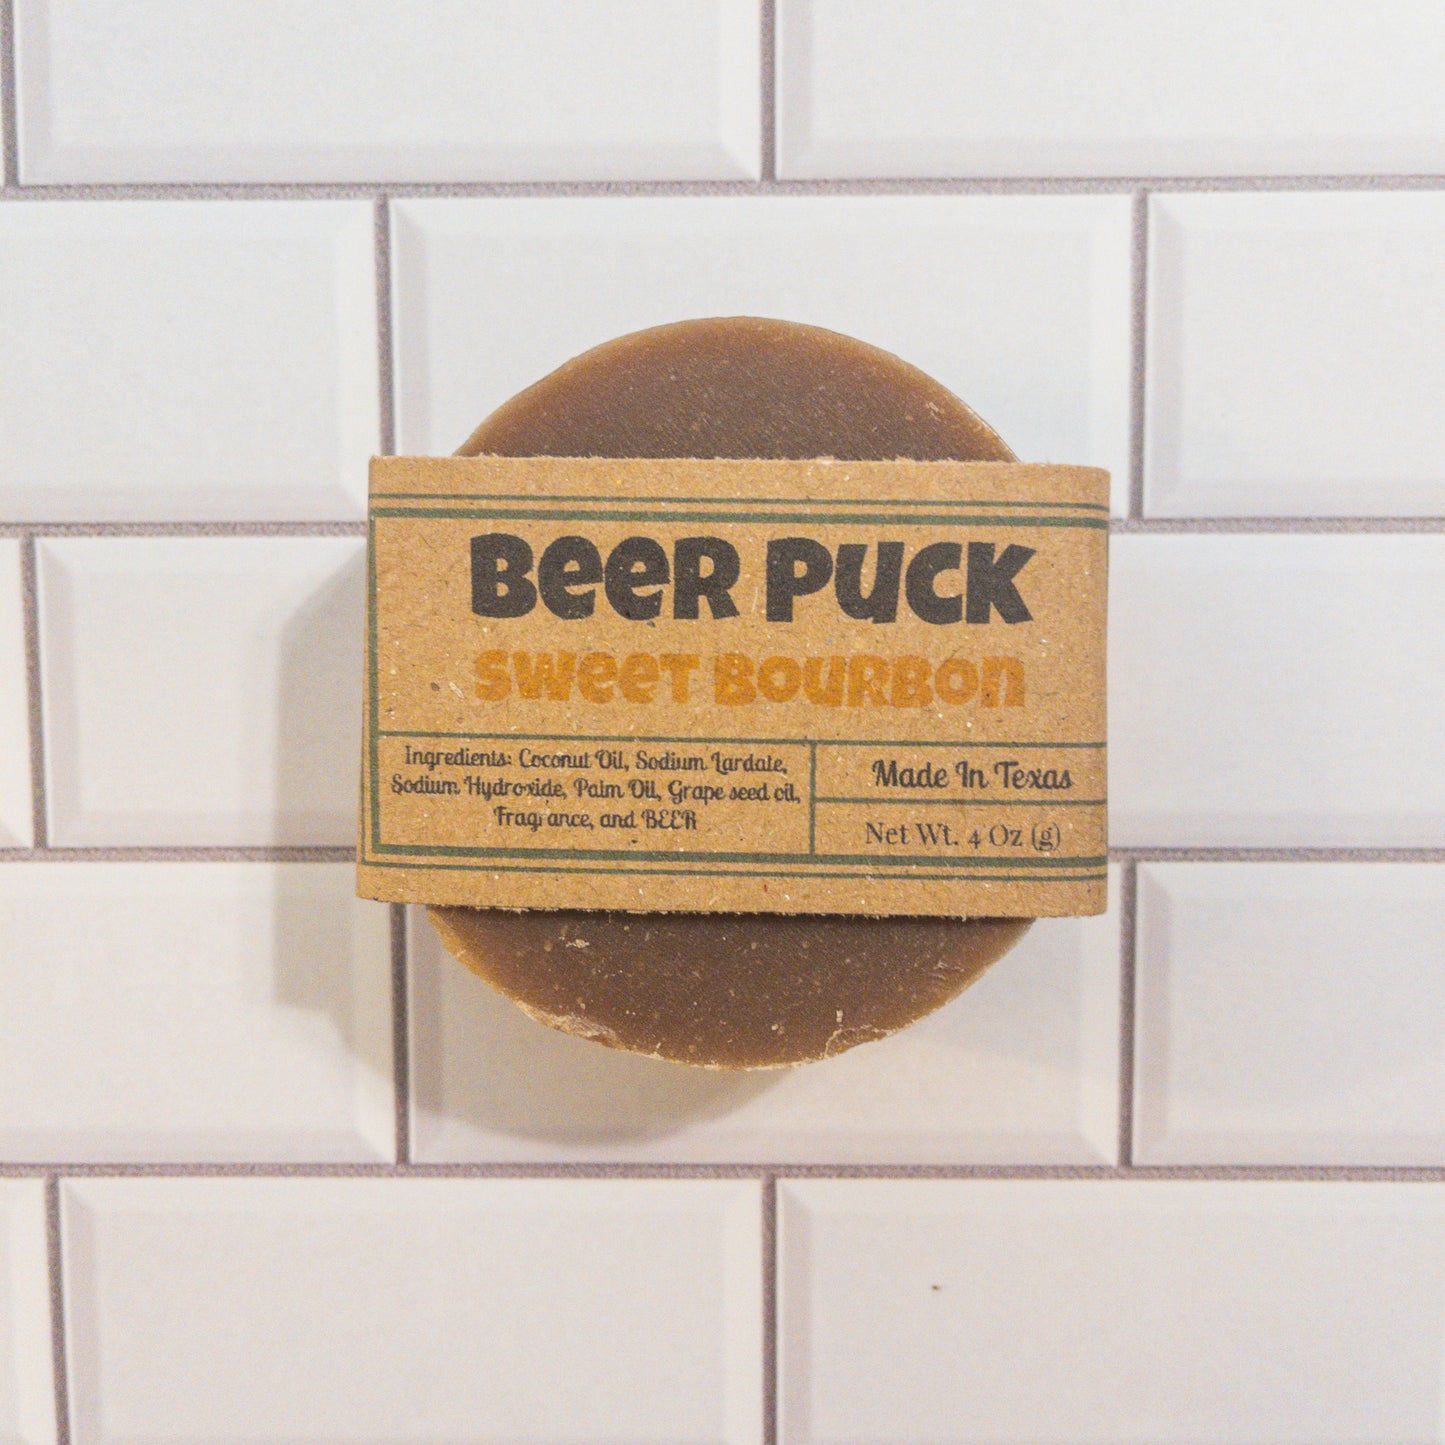 BEER PUCK
SWEET BOURBON
Ingredients: Coconut Oil, Sodium Lardate,
Sodium Hydroxide, Palm Oil, Grape seed oil,
Fragrance, and BEER
Made In Texas
Net Wt. 4 Oz (g)